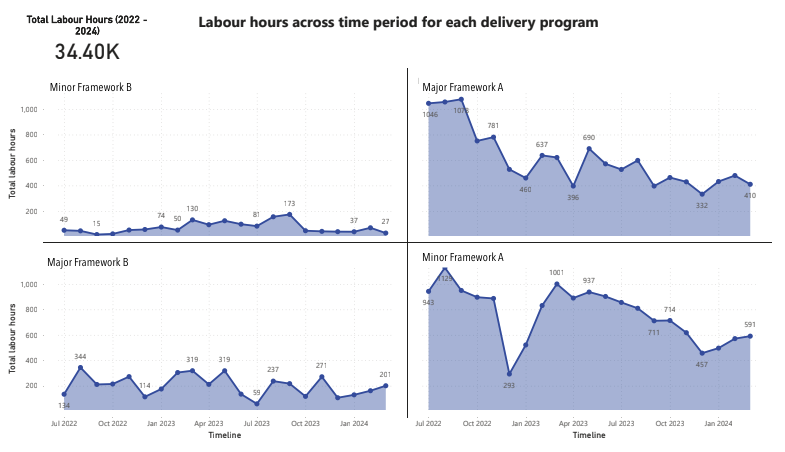 Total Labour Hours (2022 -
2024)
34.40K
Labour hours across time period for each delivery program
Minor Framework B
Total labour hours
1,000
800
600
400
200
49
15
74
50
130
81
173
37
27
Major Framework A
1046
1078
781
460
637
396
690
332
410
Major Framework B
Total labour hours
1,000
800
600
400
200
134
344
114
319
319
59
237
271
201
Jul 2022
Oct 2022
Jan 2023
Apr 2023
Jul 2023
Oct 2023
Jan 2024
Timeline
Minor Framework A
943
293
1001
937
711
714
457
591
Jul 2022
Oct 2022
Jan 2023
Apr 2023
Jul 2023
Oct 2023
Jan 2024
Timeline